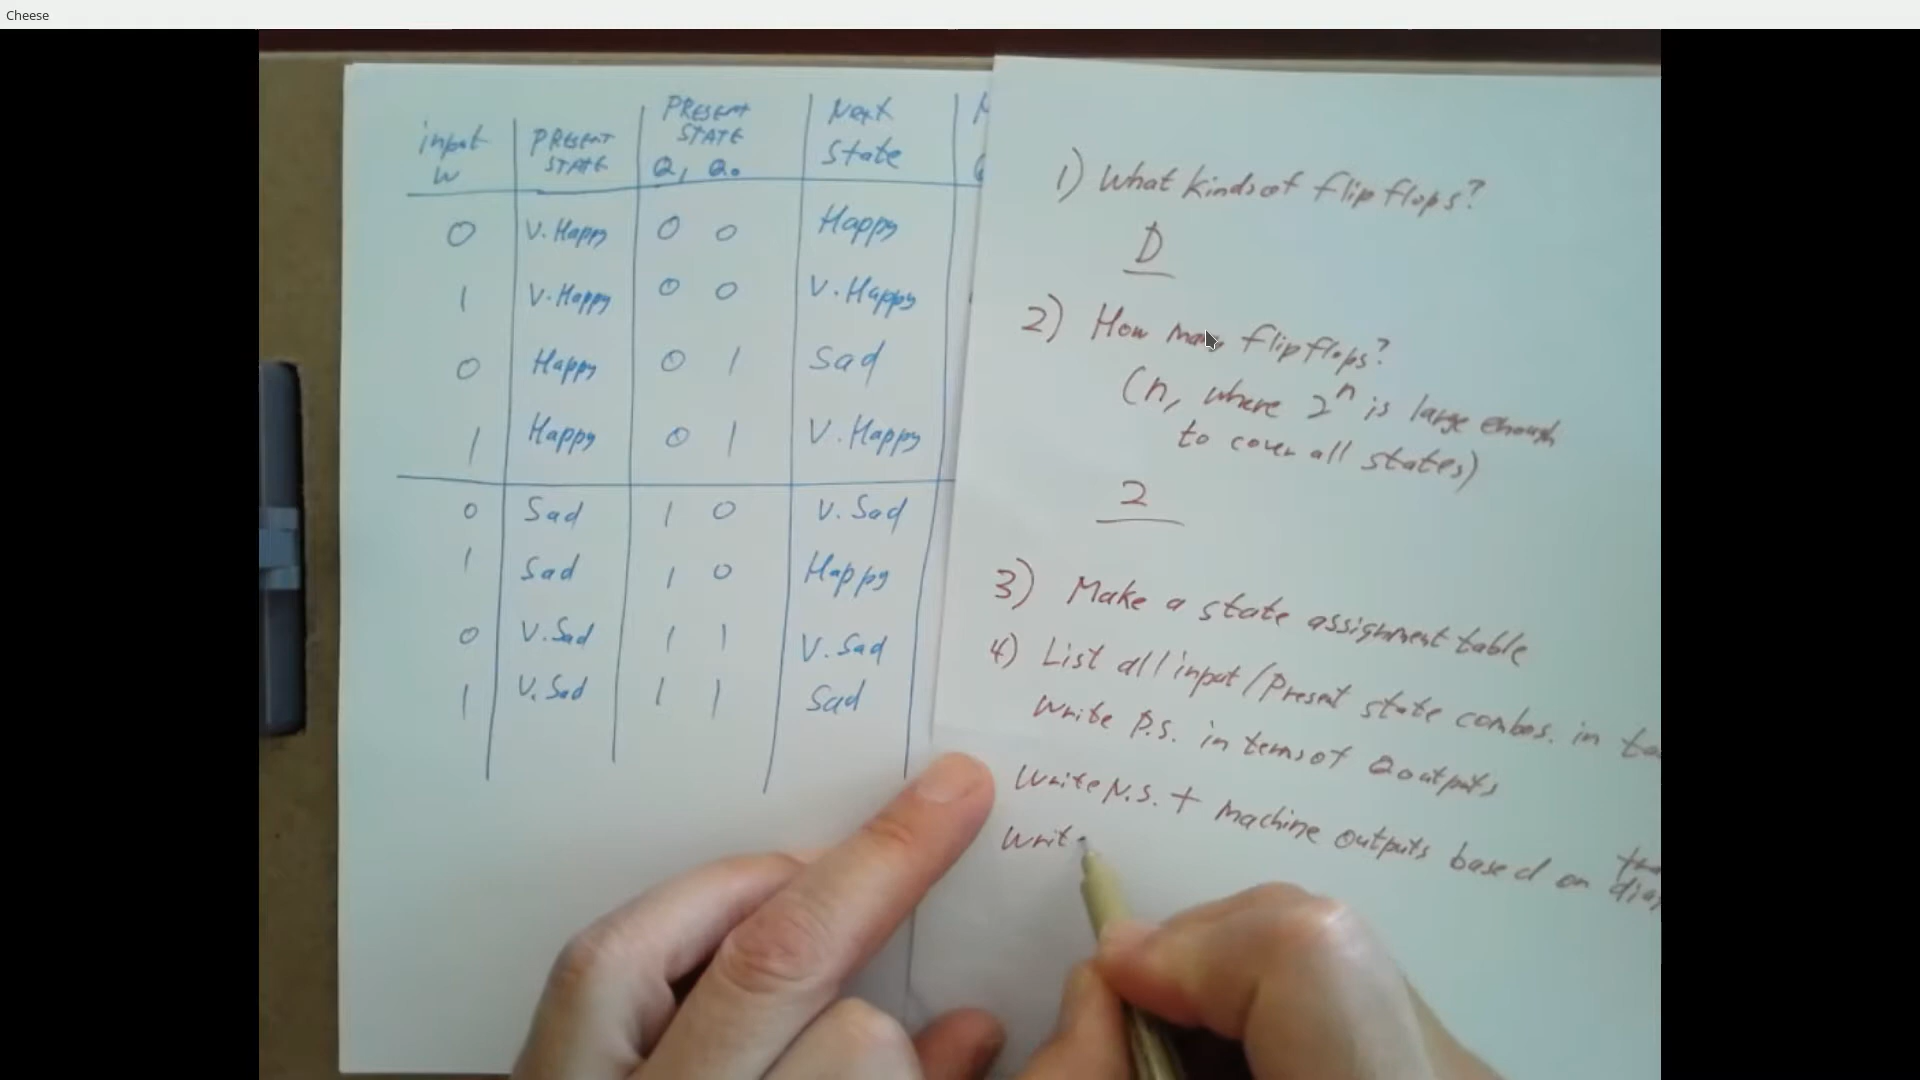 Cheese
input W | PRESENT STATE | PRESENT STATE Q1 Q0 | Next State
0 V.Happy 0 0 Happy
1 V.Happy 0 0 V.Happy
0 Happy 0 1 Sad
1 Happy 0 1 V.Happy
0 Sad 1 0 V.Sad
1 Sad 1 0 Happy
0 V.Sad 1 1 V.Sad
1 V.Sad 1 1 Sad
1) What kinds of flip flops?
D
2) How many flipflops?
(n, where 2^n is large enough
to cover all states)
2
3) Make a state assignment table
4) List all input/Present state combos. in
Write P.S. in terms of Q outputs
Write N.S. + Machine outputs based on
Writ